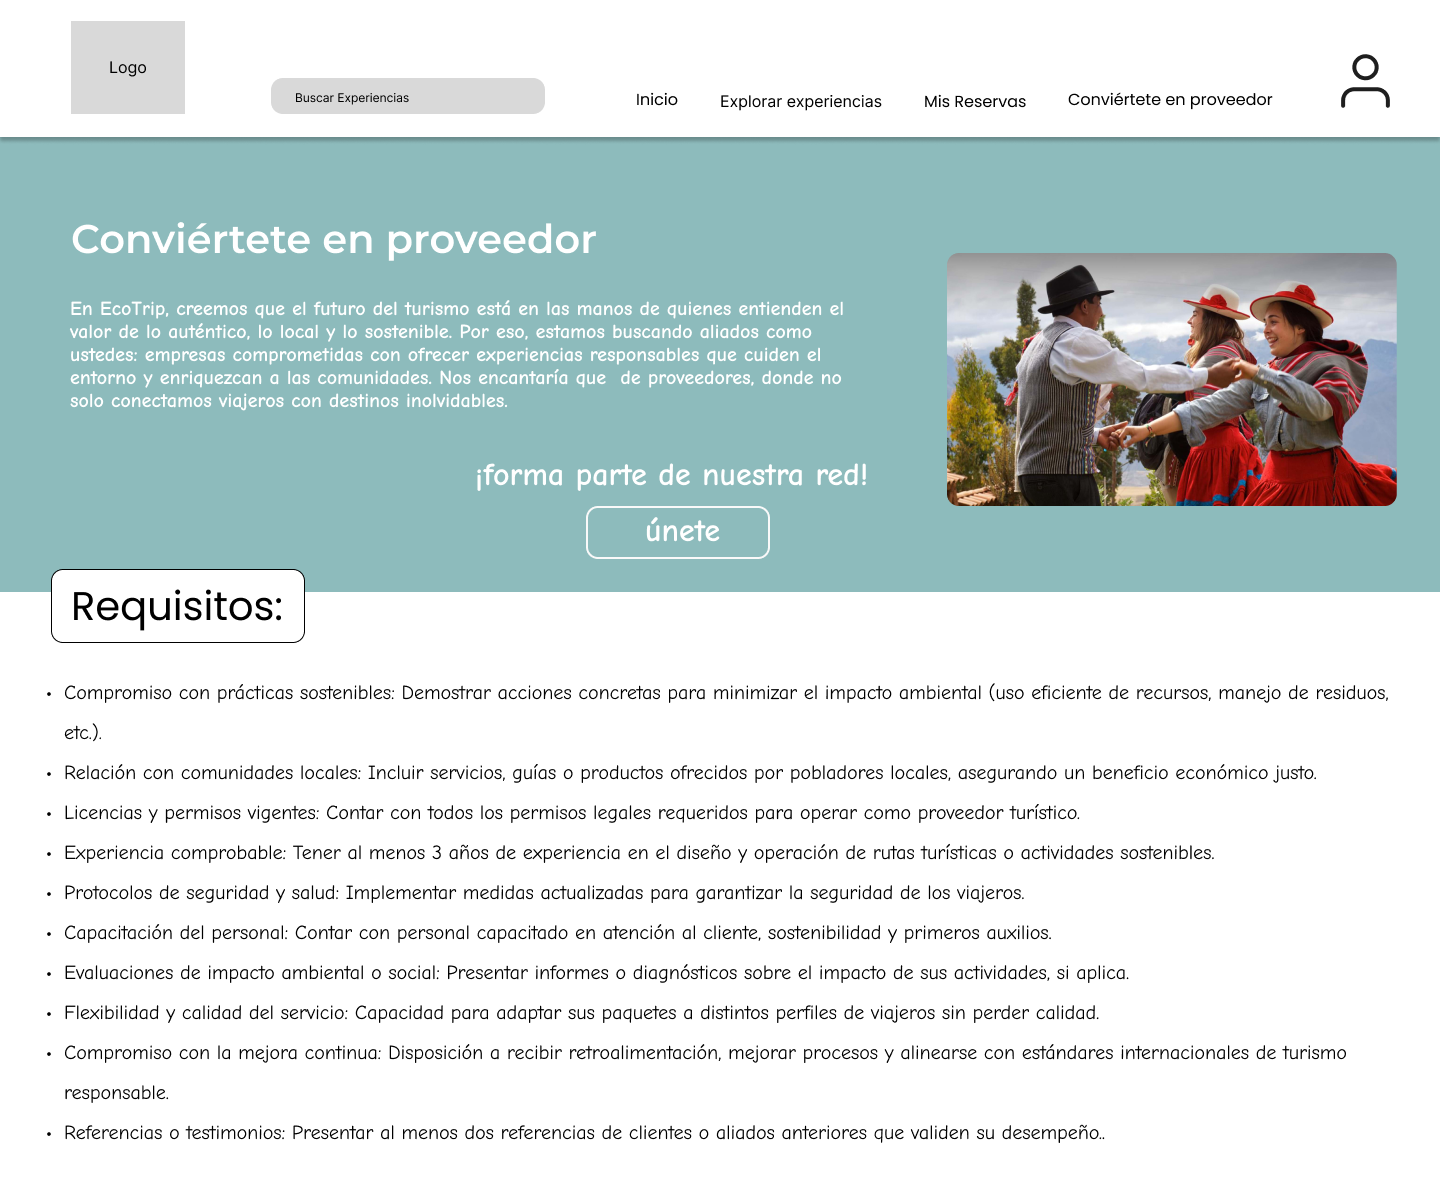 Logo
Buscar Experiencias
Inicio
Explorar experiencias
Mis Reservas
Conviértete en proveedor
Conviértete en proveedor
En EcoTrip, creemos que el futuro del turismo está en las manos de quienes entienden el
valor de lo auténtico, lo local y lo sostenible. Por eso, estamos buscando aliados como
ustedes: empresas comprometidas con ofrecer experiencias responsables que cuiden el
entorno y enriquezcan a las comunidades. Nos encantaría que  de proveedores, donde no
solo conectamos viajeros con destinos inolvidables.
¡forma parte de nuestra red!
únete
Requisitos:
• Compromiso con prácticas sostenibles: Demostrar acciones concretas para minimizar el impacto ambiental (uso eficiente de recursos, manejo de residuos,
etc.).
• Relación con comunidades locales: Incluir servicios, guías o productos ofrecidos por pobladores locales, asegurando un beneficio económico justo.
• Licencias y permisos vigentes: Contar con todos los permisos legales requeridos para operar como proveedor turístico.
• Experiencia comprobable: Tener al menos 3 años de experiencia en el diseño y operación de rutas turísticas o actividades sostenibles.
• Protocolos de seguridad y salud: Implementar medidas actualizadas para garantizar la seguridad de los viajeros.
• Capacitación del personal: Contar con personal capacitado en atención al cliente, sostenibilidad y primeros auxilios.
• Evaluaciones de impacto ambiental o social: Presentar informes o diagnósticos sobre el impacto de sus actividades, si aplica.
• Flexibilidad y calidad del servicio: Capacidad para adaptar sus paquetes a distintos perfiles de viajeros sin perder calidad.
• Compromiso con la mejora continua: Disposición a recibir retroalimentación, mejorar procesos y alinearse con estándares internacionales de turismo
responsable.
• Referencias o testimonios: Presentar al menos dos referencias de clientes o aliados anteriores que validen su desempeño..